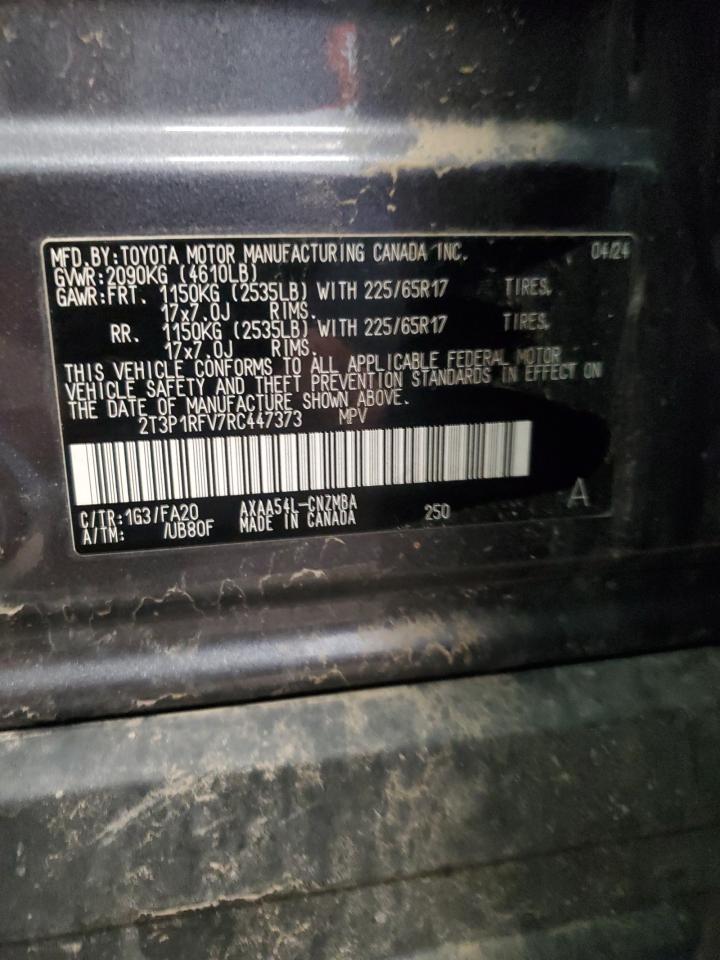 MFD.BY:TOYOTA MOTOR MANUFACTURING CANADA INC. 04/24
GVWR:2090KG (4610LB)
GAWR:FRT. 1150KG (2535LB) WITH 225/65R17 TIRES,
17x7.0J RIMS.
RR. 1150KG (2535LB) WITH 225/65R17 TIRES,
17x7.0J RIMS.
THIS VEHICLE CONFORMS TO ALL APPLICABLE FEDERAL MOTOR
VEHICLE SAFETY AND THEFT PREVENTION STANDARDS IN EFFECT ON
THE DATE OF MANUFACTURE SHOWN ABOVE.
2T3P1RFV7RC447373 MPV
C/TR:1G3/FA20 AXAA54L-CNZMBA 250 A
A/TM: /UB80F MADE IN CANADA